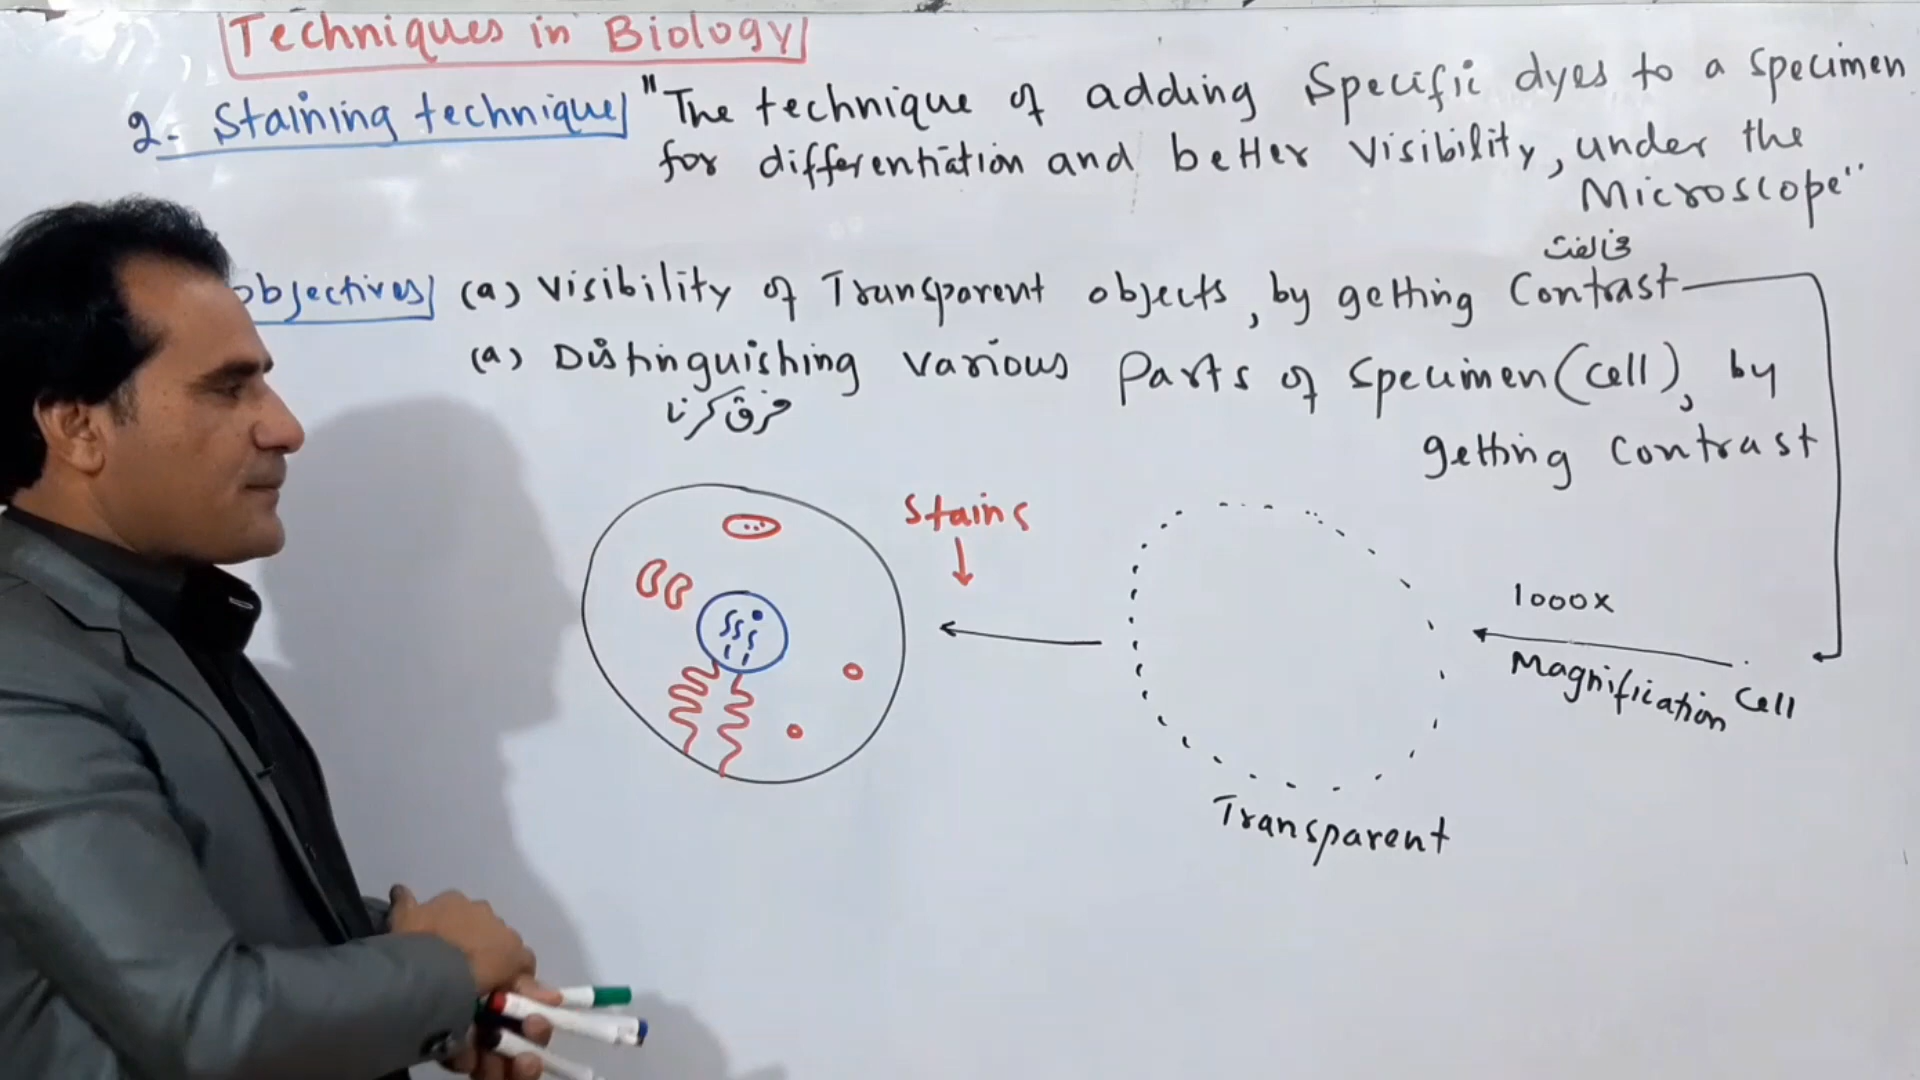 Techniques in Biology
2- Staining technique "The technique of adding Specific dyes to a specimen
for differentiation and better Visibility, under the
Microscope"
مخالفت
objectives (a) Visibility of Transparent objects, by getting Contrast
(a) Distinguishing Various Parts of Specimen (Cell), by
فرق کرنا
getting Contrast
Stains
1000x
Magnification
Cell
Transparent